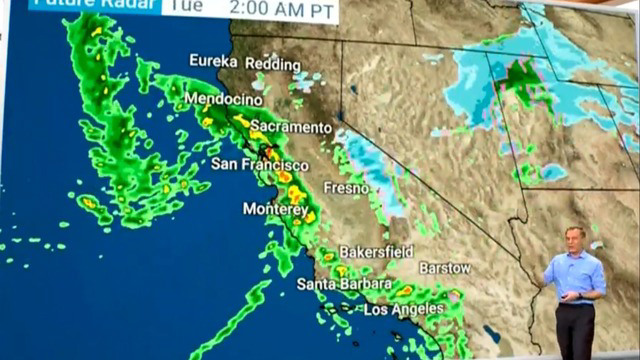 Future Radar Tue 2:00 AM PT
Eureka Redding
Mendocino
Sacramento
San Francisco
Fresno
Monterey
Bakersfield
Barstow
Santa Barbara
Los Angeles